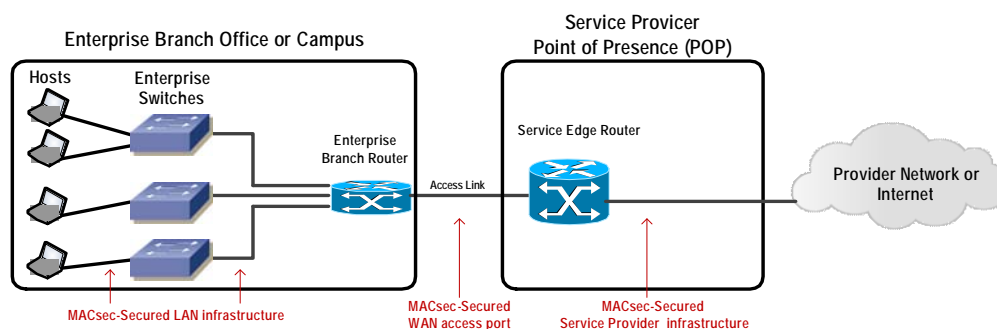 Enterprise Branch Office or Campus
Service Provicer
Point of Presence (POP)
Hosts
Enterprise
Switches
Enterprise
Branch Router
Access Link
Service Edge Router
Provider Network or
Internet
MACsec-Secured LAN infrastructure
MACsec-Secured
WAN access port
MACsec-Secured
Service Provider infrastructure